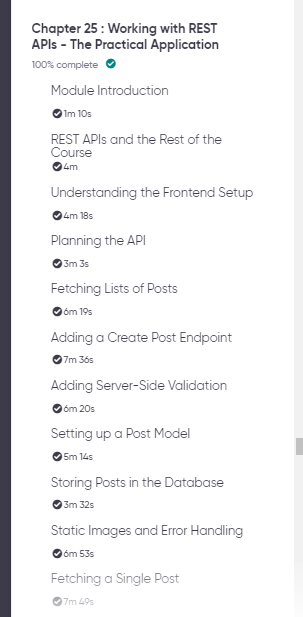 Chapter 25 : Working with REST
APIs - The Practical Application
100% complete
Module Introduction
1m 10s
REST APIs and the Rest of the
Course
4m
Understanding the Frontend Setup
4m 18s
Planning the API
3m 3s
Fetching Lists of Posts
6m 19s
Adding a Create Post Endpoint
7m 36s
Adding Server-Side Validation
6m 20s
Setting up a Post Model
5m 14s
Storing Posts in the Database
3m 32s
Static Images and Error Handling
6m 53s
Fetching a Single Post
7m 49s